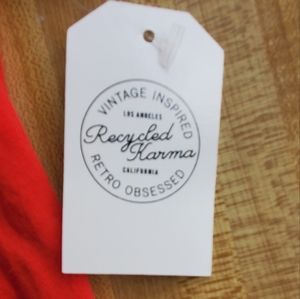 VINTAGE INSPIRED
LOS ANGELES
Recycled
Karma
CALIFORNIA
RETRO OBSESSED